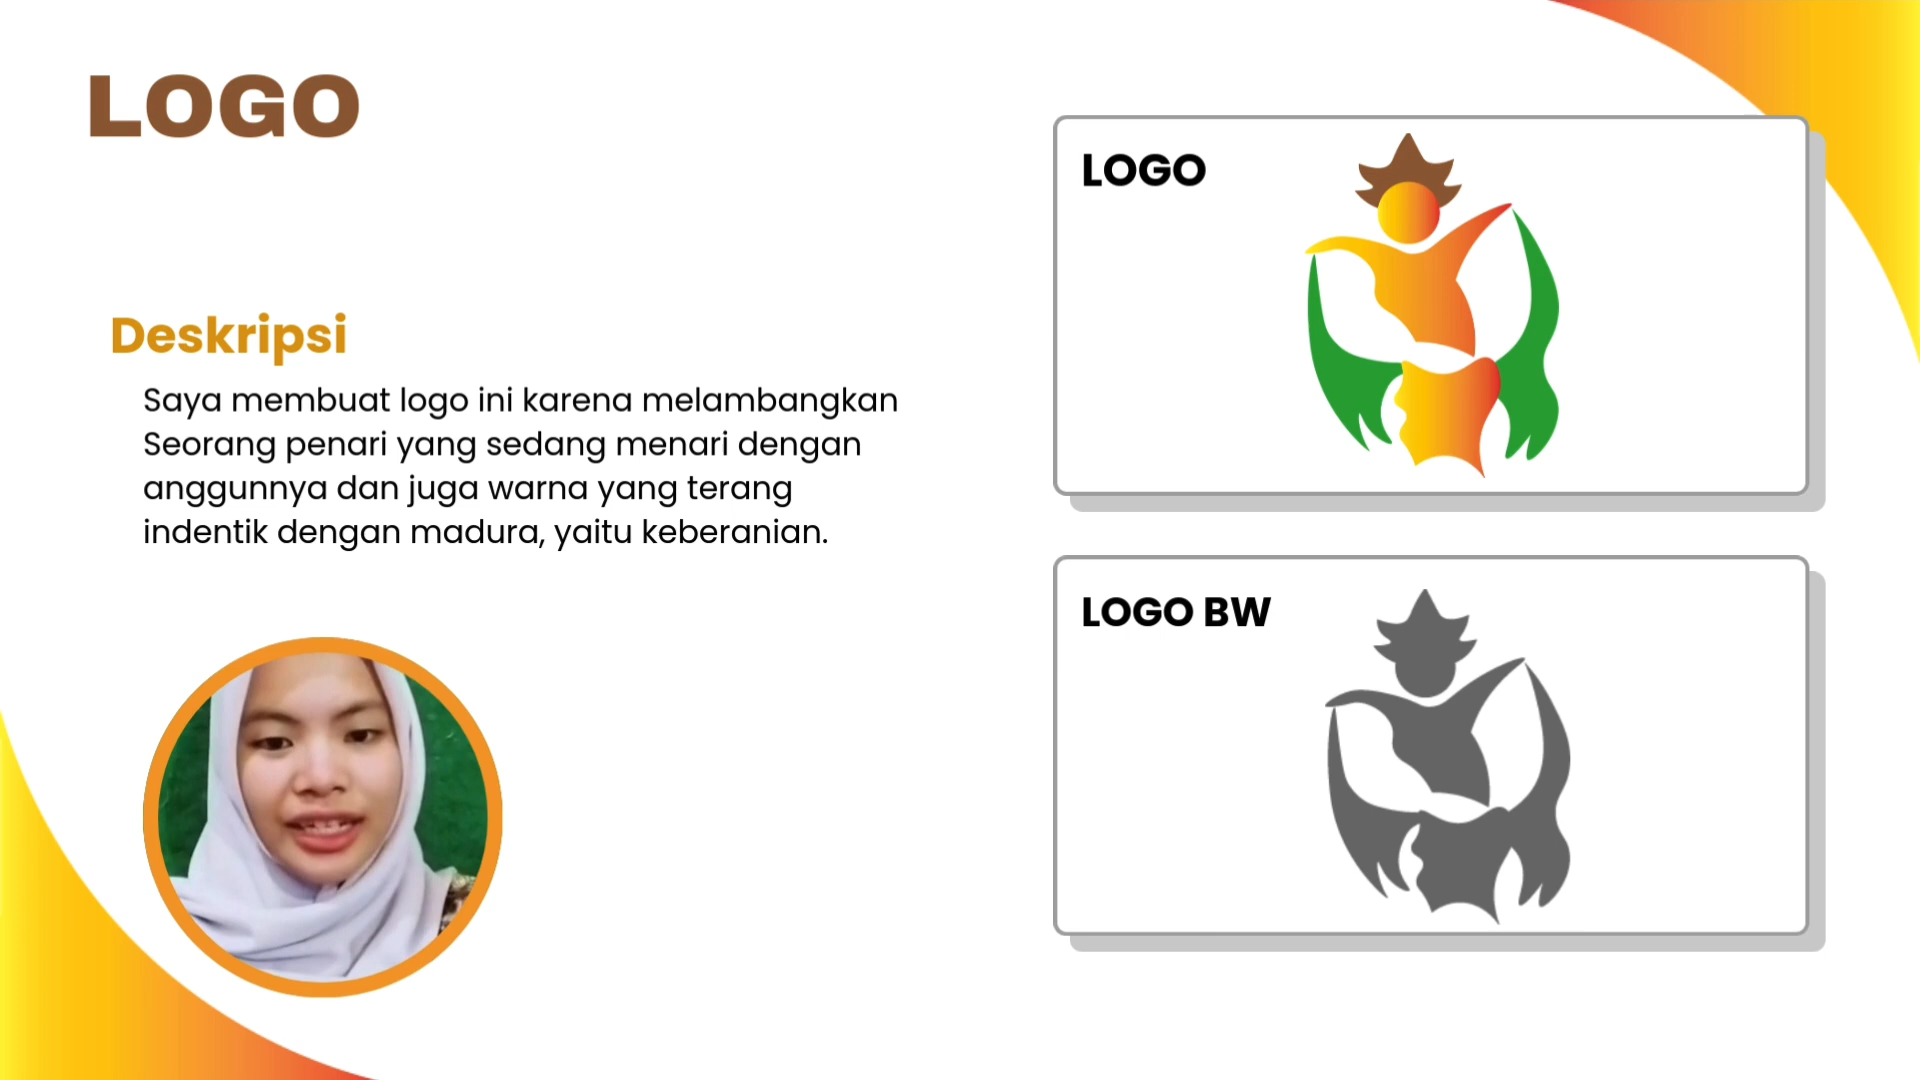 LOGO
Deskripsi
Saya membuat logo ini karena melambangkan
Seorang penari yang sedang menari dengan
anggunnya dan juga warna yang terang
indentik dengan madura, yaitu keberanian.
LOGO
LOGO BW